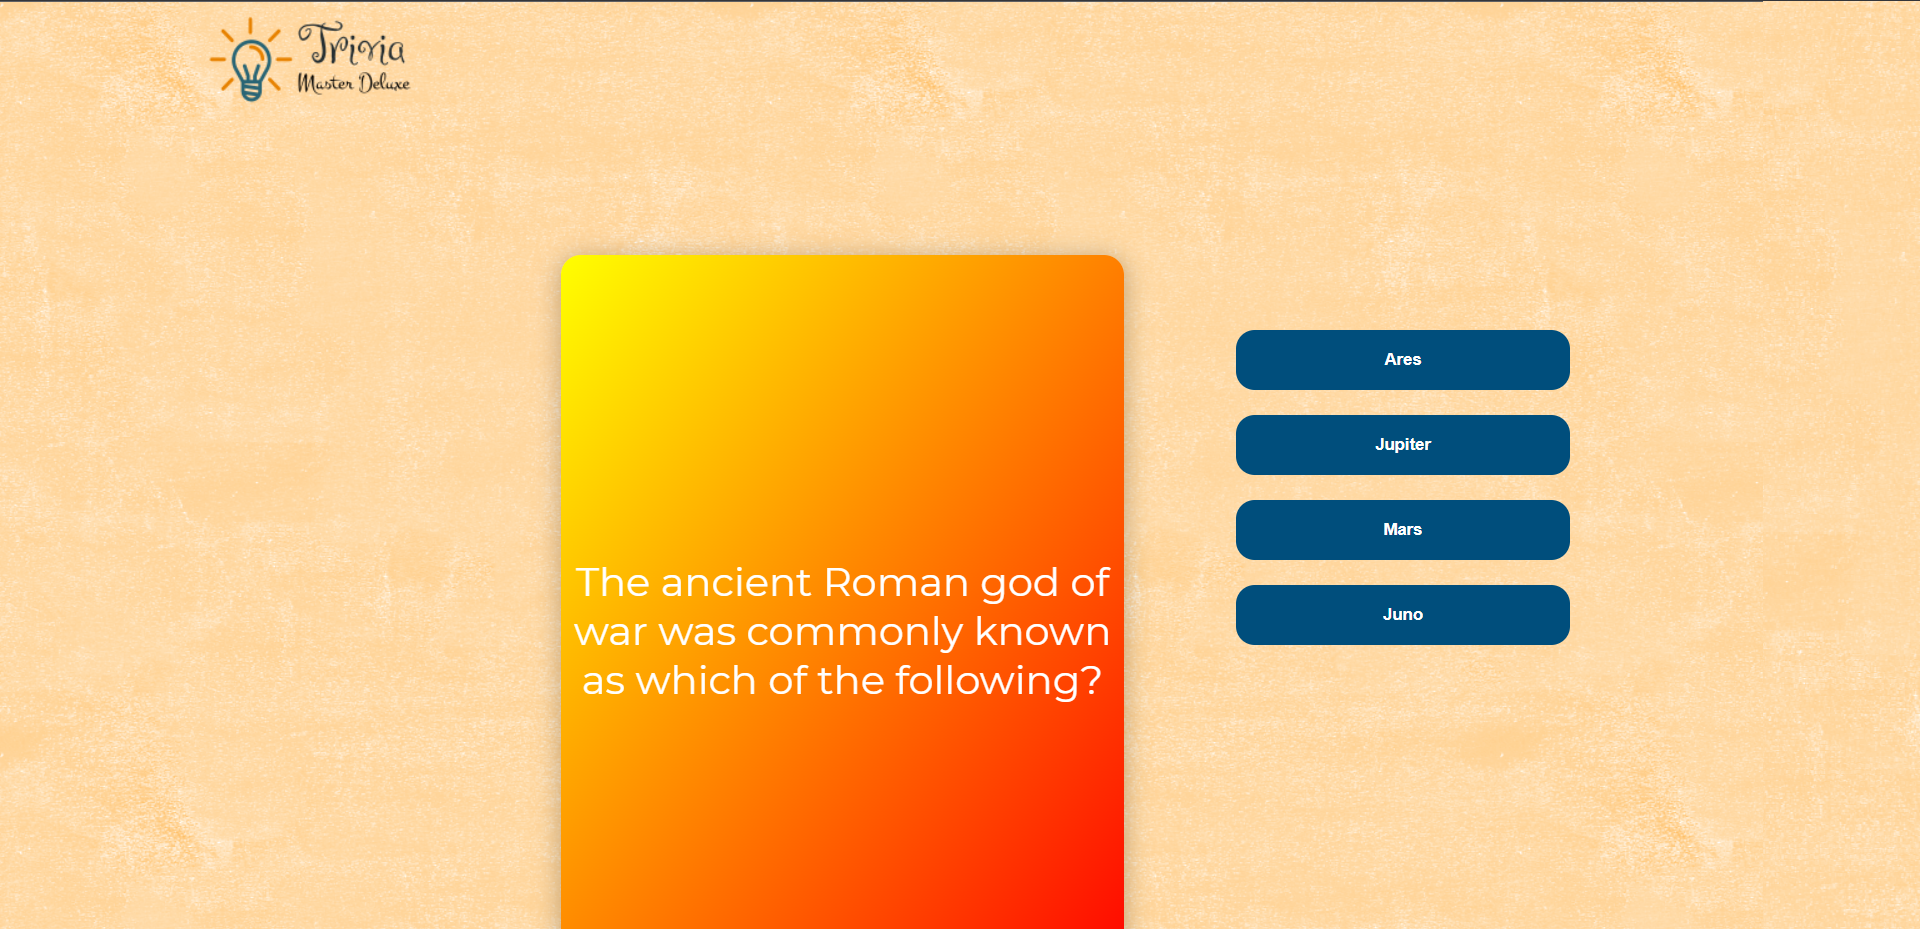 Trivia
Master Deluxe
The ancient Roman god of
war was commonly known
as which of the following?
Ares
Jupiter
Mars
Juno